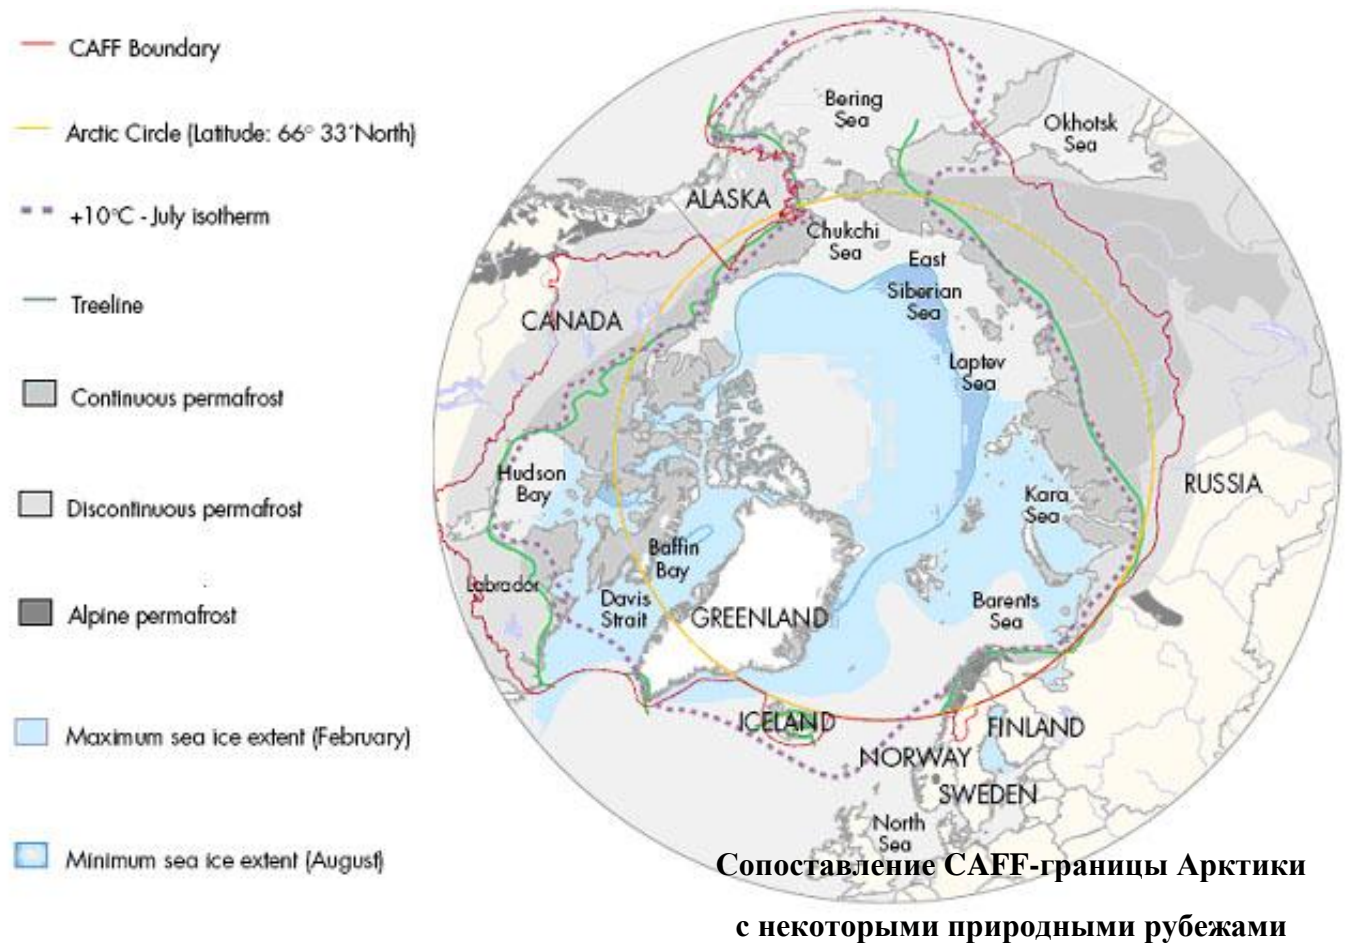 CAFF Boundary
Arctic Circle (Latitude: 66° 33´North)
+10°C - July isotherm
Treeline
Continuous permafrost
Discontinuous permafrost
Alpine permafrost
Maximum sea ice extent (February)
Minimum sea ice extent (August)
Bering
Sea
Okhotsk
Sea
ALASKA
Chukchi
Sea
East
Siberian
Sea
CANADA
Laptev
Sea
Hudson
Bay
Kara
Sea
RUSSIA
Baffin
Bay
Labrador
Davis
Strait
GREENLAND
Barents
Sea
ICELAND
FINLAND
NORWAY
SWEDEN
North
Sea
Сопоставление CAFF-границы Арктики
с некоторыми природными рубежами